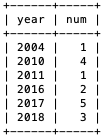 +------+-----+
| year | num |
+------+-----+
| 2004 |   1 |
| 2010 |   4 |
| 2011 |   1 |
| 2016 |   2 |
| 2017 |   5 |
| 2018 |   3 |
+------+-----+